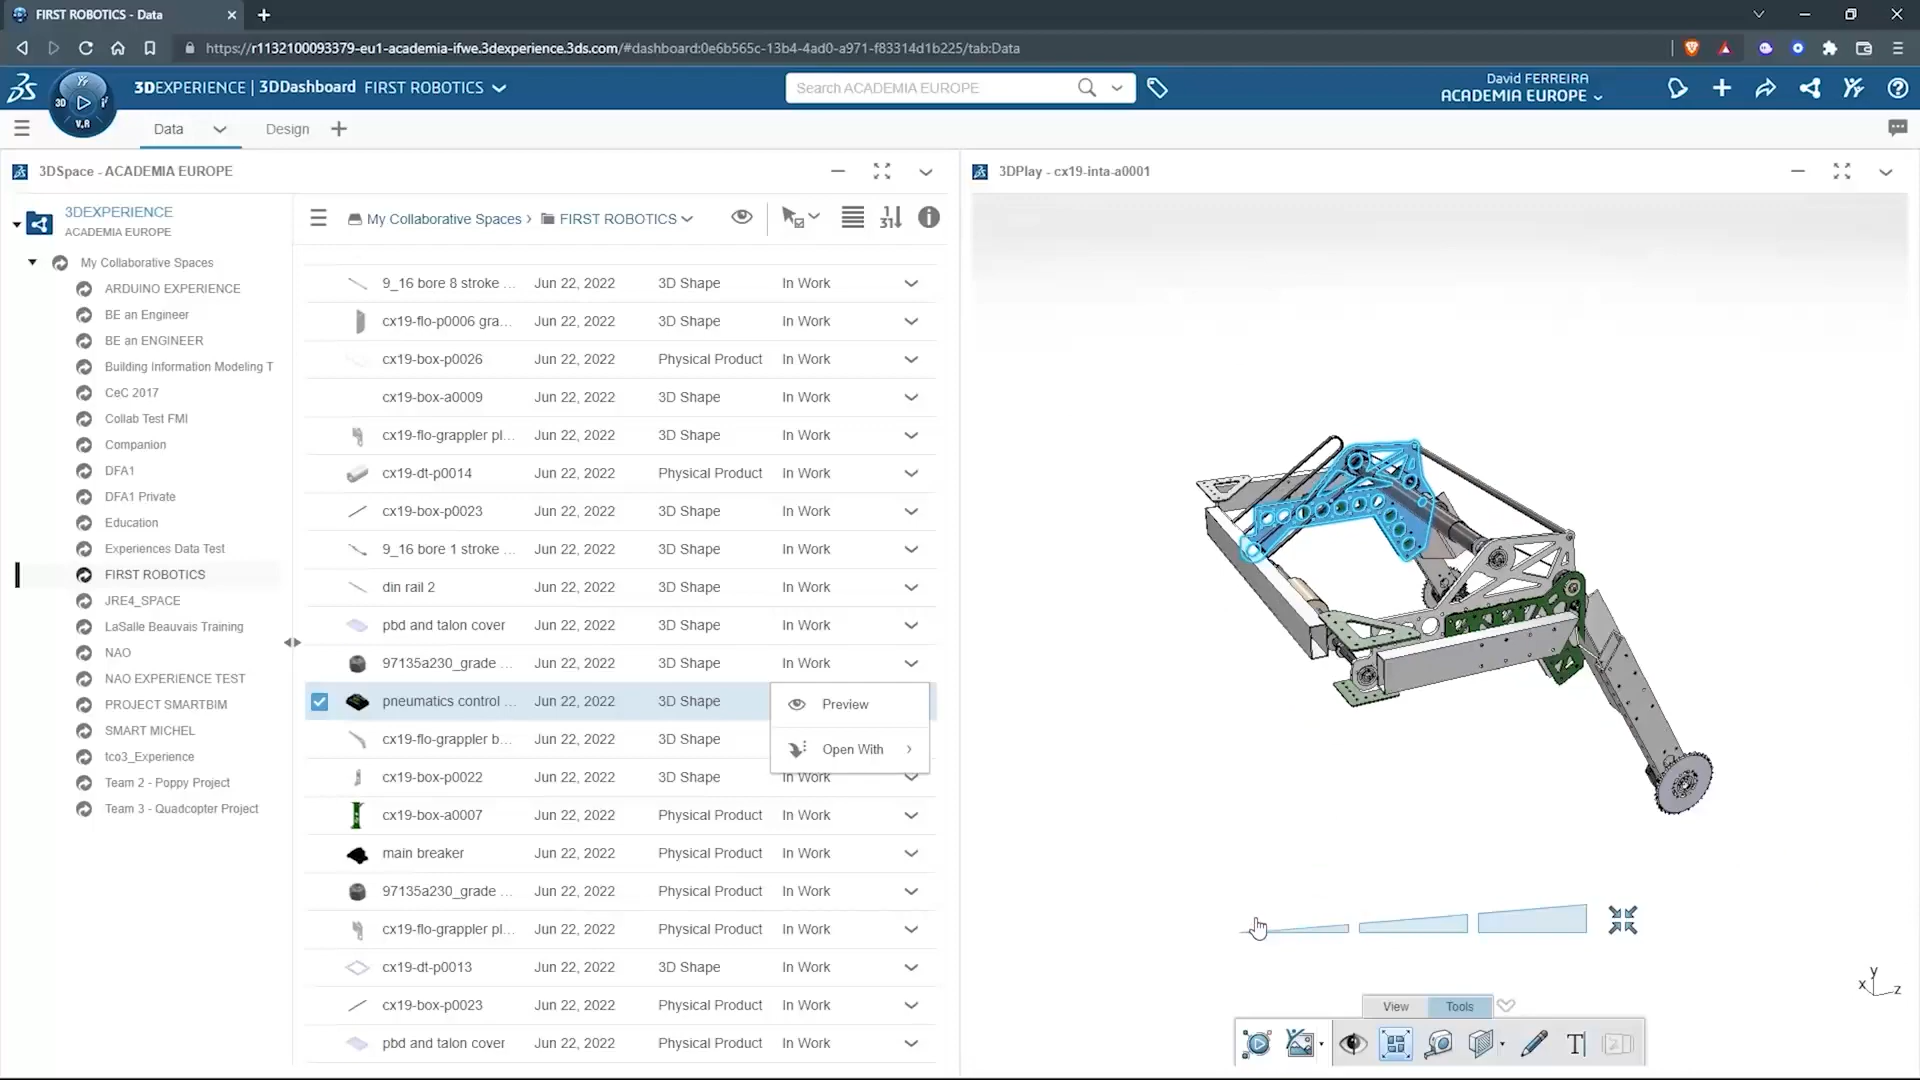 FIRST ROBOTICS - Data
https://r1132100093379-eu1-academia-ifwe.3dexperience.3ds.com/#dashboard:0e6b565c-13b4-4ad0-a971-f83314d1b225/tab:Data
3D
V.R
3DEXPERIENCE | 3DDashboard FIRST ROBOTICS
Search ACADEMIA EUROPE
David FERREIRA
ACADEMIA EUROPE
Data
Design
3DSpace - ACADEMIA EUROPE
3DPlay - cx19-inta-a0001
3DEXPERIENCE
ACADEMIA EUROPE
My Collaborative Spaces
ARDUINO EXPERIENCE
BE an Engineer
BE an ENGINEER
Building Information Modeling T
CeC 2017
Collab Test FMI
Companion
DFA1
DFA1 Private
Education
Experiences Data Test
FIRST ROBOTICS
JRE4_SPACE
LaSalle Beauvais Training
NAO
NAO EXPERIENCE TEST
PROJECT SMARTBIM
SMART MICHEL
tco3_Experience
Team 2 - Poppy Project
Team 3 - Quadcopter Project
My Collaborative Spaces › FIRST ROBOTICS
9_16 bore 8 stroke ... Jun 22, 2022 3D Shape In Work
cx19-flo-p0006 gra... Jun 22, 2022 3D Shape In Work
cx19-box-p0026 Jun 22, 2022 Physical Product In Work
cx19-box-a0009 Jun 22, 2022 3D Shape In Work
cx19-flo-grappler pl... Jun 22, 2022 3D Shape In Work
cx19-dt-p0014 Jun 22, 2022 Physical Product In Work
cx19-box-p0023 Jun 22, 2022 3D Shape In Work
9_16 bore 1 stroke ... Jun 22, 2022 3D Shape In Work
din rail 2 Jun 22, 2022 3D Shape In Work
pbd and talon cover Jun 22, 2022 3D Shape In Work
97135a230_grade ... Jun 22, 2022 3D Shape In Work
pneumatics control ... Jun 22, 2022 3D Shape
Preview
cx19-flo-grappler b... Jun 22, 2022 3D Shape
Open With
cx19-box-p0022 Jun 22, 2022 3D Shape In Work
cx19-box-a0007 Jun 22, 2022 Physical Product In Work
main breaker Jun 22, 2022 Physical Product In Work
97135a230_grade ... Jun 22, 2022 Physical Product In Work
cx19-flo-grappler pl... Jun 22, 2022 Physical Product In Work
cx19-dt-p0013 Jun 22, 2022 3D Shape In Work
cx19-box-p0023 Jun 22, 2022 Physical Product In Work
pbd and talon cover Jun 22, 2022 Physical Product In Work
y
x
z
View
Tools